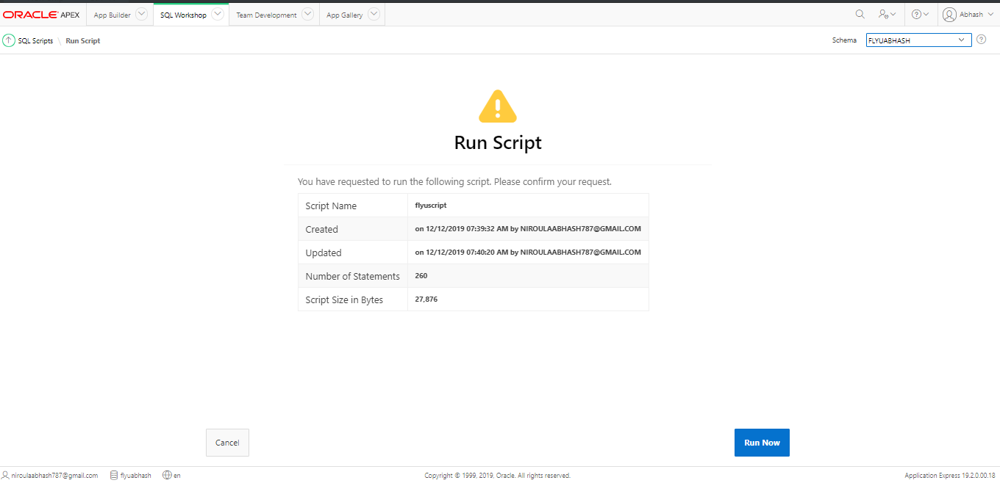 ORACLE APEX App Builder SQL Workshop Team Development App Gallery Abhash
SQL Scripts \ Run Script Schema FLYUABHASH
Run Script
You have requested to run the following script. Please confirm your request.
Script Name flyuscript
Created on 12/12/2019 07:39:32 AM by NIROULAABHASH787@GMAIL.COM
Updated on 12/12/2019 07:40:20 AM by NIROULAABHASH787@GMAIL.COM
Number of Statements 260
Script Size in Bytes 27,876
Cancel Run Now
niroulaabhash787@gmail.com flyuabhash en Copyright © 1999, 2019, Oracle. All rights reserved. Application Express 19.2.0.00.18